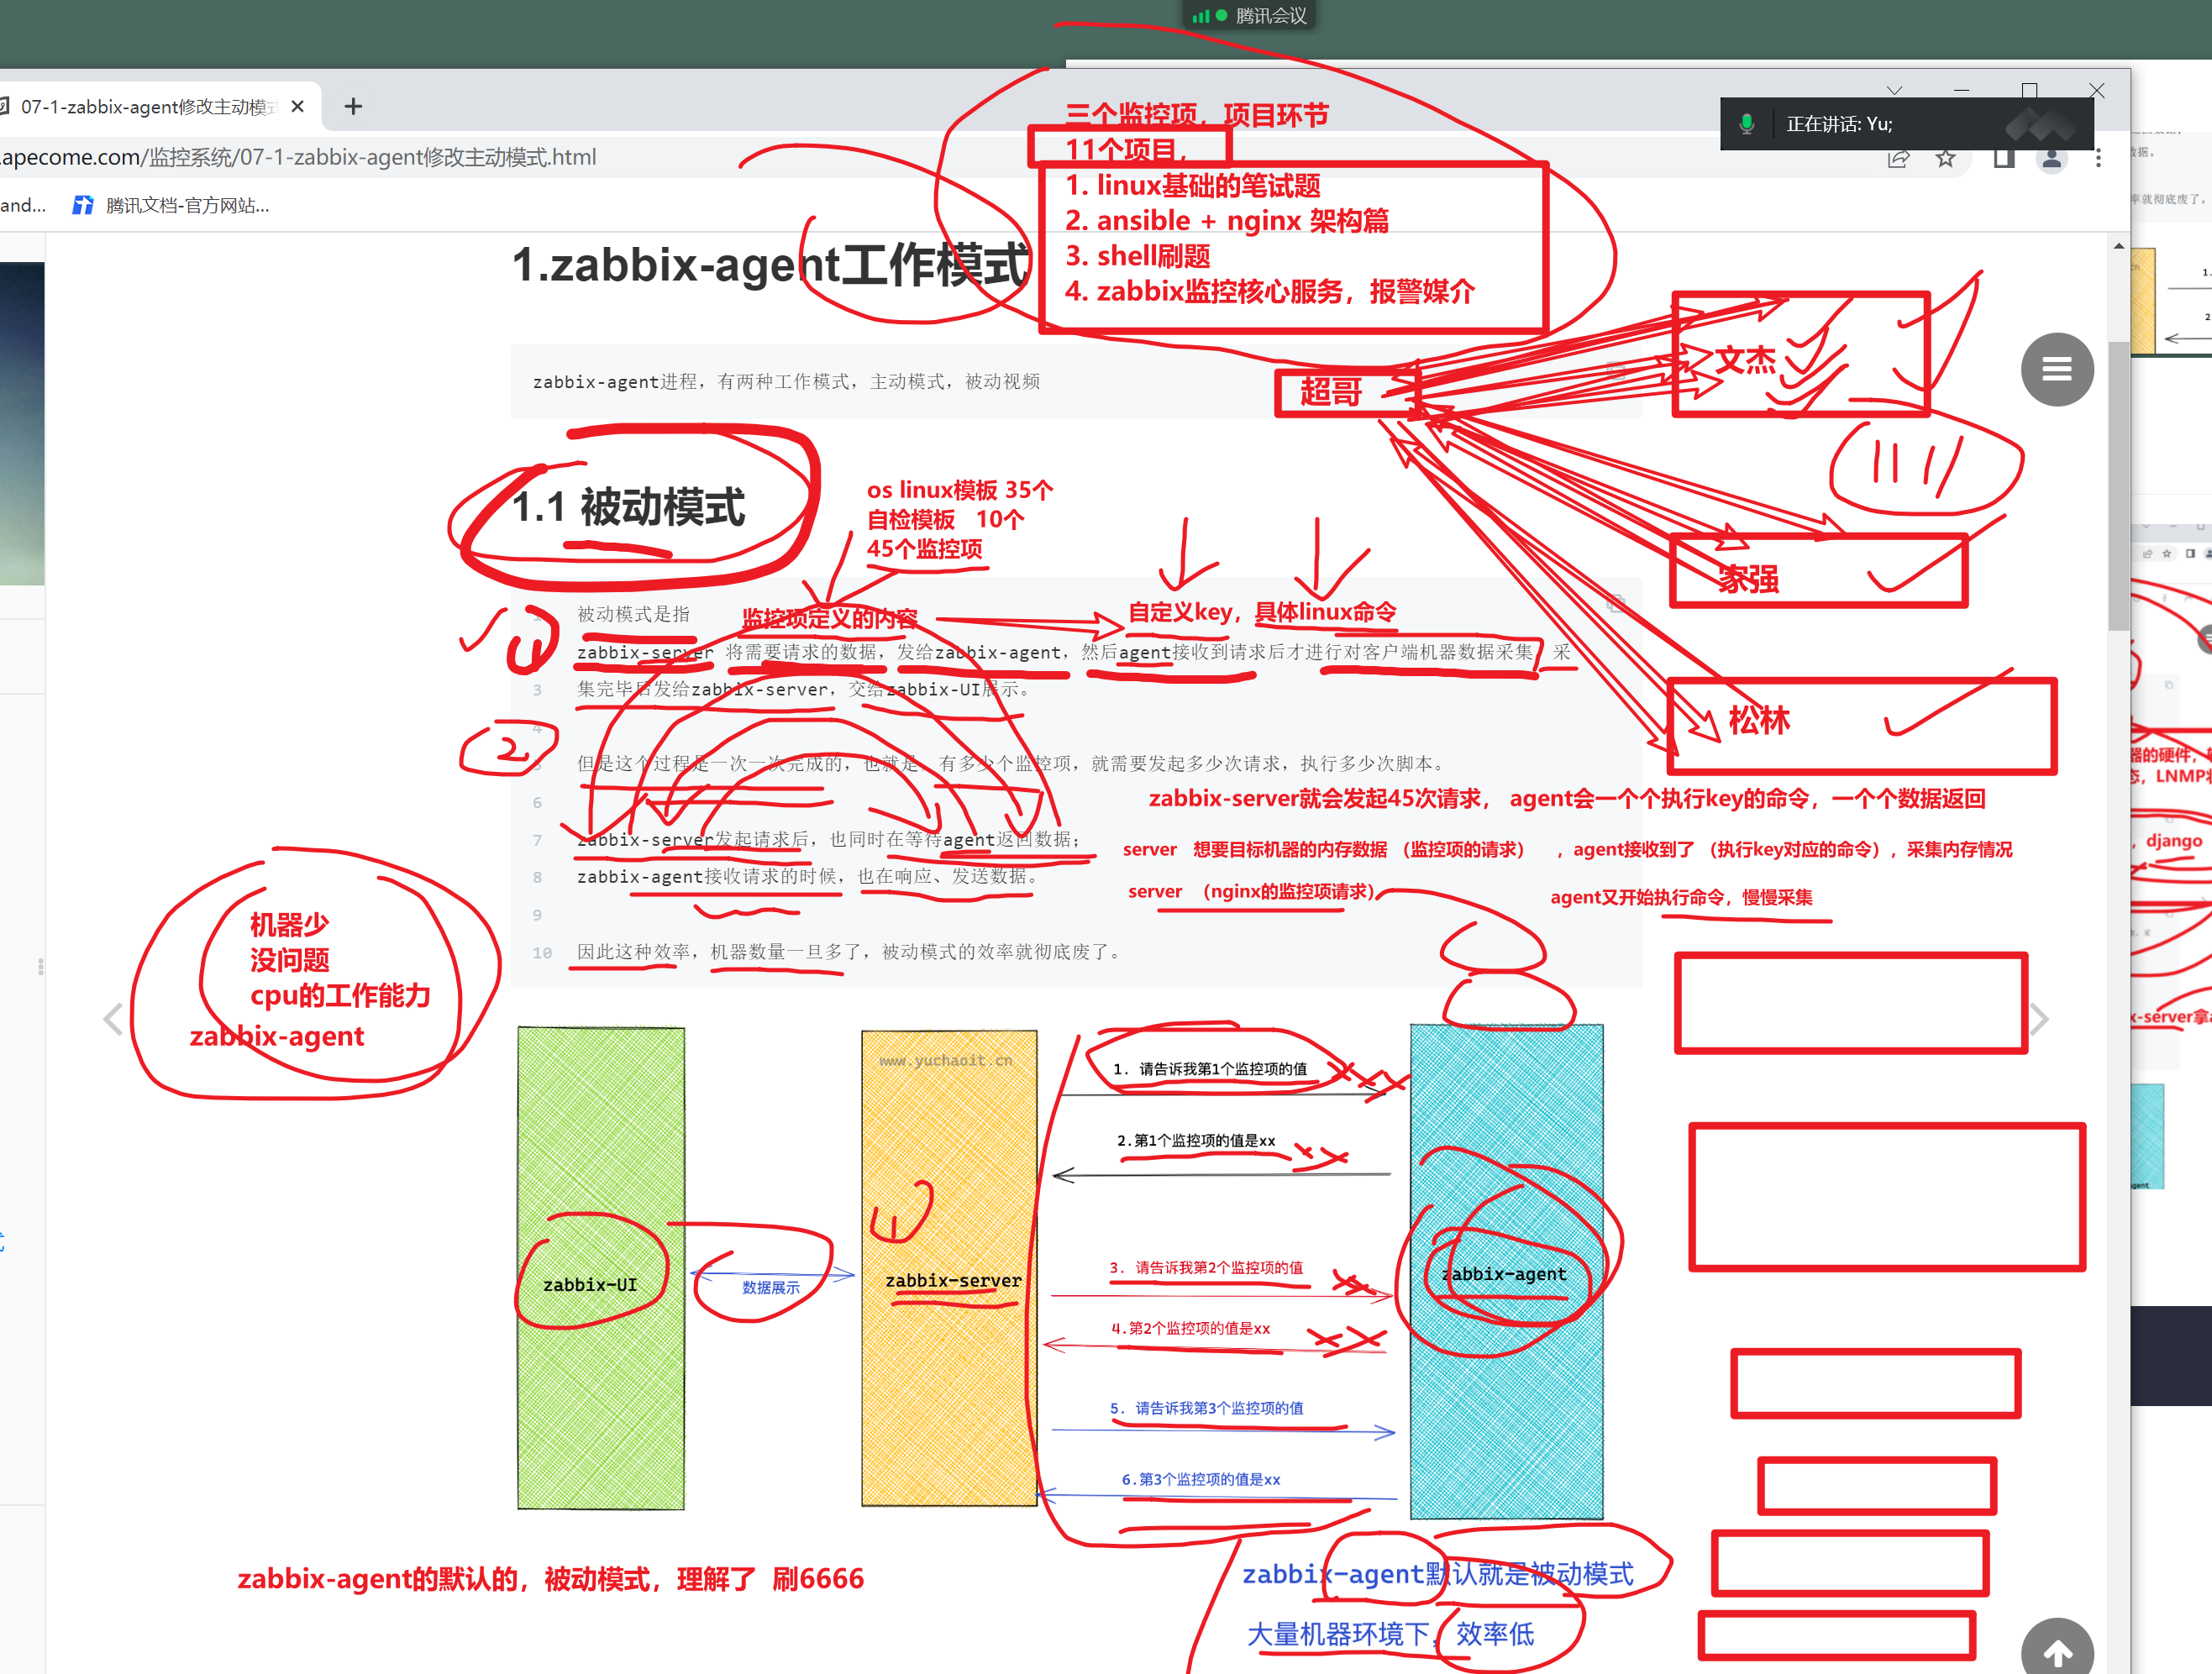 腾讯会议
07-1-zabbix-agent修改主动模式
正在讲话: Yu;
.apecome.com/监控系统/07-1-zabbix-agent修改主动模式.html
and...
腾讯文档-官方网站...
三个监控项，项目环节
11个项目，
1. linux基础的笔试题
2. ansible + nginx 架构篇
3. shell刷题
4. zabbix监控核心服务，报警媒介
1.zabbix-agent工作模式
zabbix-agent进程，有两种工作模式，主动模式，被动视频
超哥
文杰
家强
松林
1.1 被动模式
os linux模板 35个
自检模板 10个
45个监控项
监控项定义的内容
自定义key，具体linux命令
被动模式是指
zabbix-server 将需要请求的数据，发给zabbix-agent，然后agent接收到请求后才进行对客户端机器数据采集，采
3 集完毕后发给zabbix-server，交给zabbix-UI展示。
4
2
5 但是这个过程是一次一次完成的，也就是，有多少个监控项，就需要发起多少次请求，执行多少次脚本。
6
zabbix-server就会发起45次请求， agent会一个个执行key的命令，一个个数据返回
7 zabbix-server发起请求后，也同时在等待agent返回数据；
server 想要目标机器的内存数据 （监控项的请求） ，agent接收到了 （执行key对应的命令），采集内存情况
8 zabbix-agent接收请求的时候，也在响应、发送数据。
server （nginx的监控项请求）
agent又开始执行命令，慢慢采集
9
10 因此这种效率，机器数量一旦多了，被动模式的效率就彻底废了。
机器少
没问题
cpu的工作能力
zabbix-agent
www.yuchaoit.cn
1. 请告诉我第1个监控项的值
2.第1个监控项的值是xx
3. 请告诉我第2个监控项的值
4.第2个监控项的值是xx
5. 请告诉我第3个监控项的值
6.第3个监控项的值是xx
zabbix-UI
数据展示
zabbix-server
zabbix-agent
zabbix-agent的默认的，被动模式，理解了 刷6666
zabbix-agent默认就是被动模式
大量机器环境下，效率低
数据。
率就彻底废了。
器的硬件，
态，LNMP
，django
x-server拿